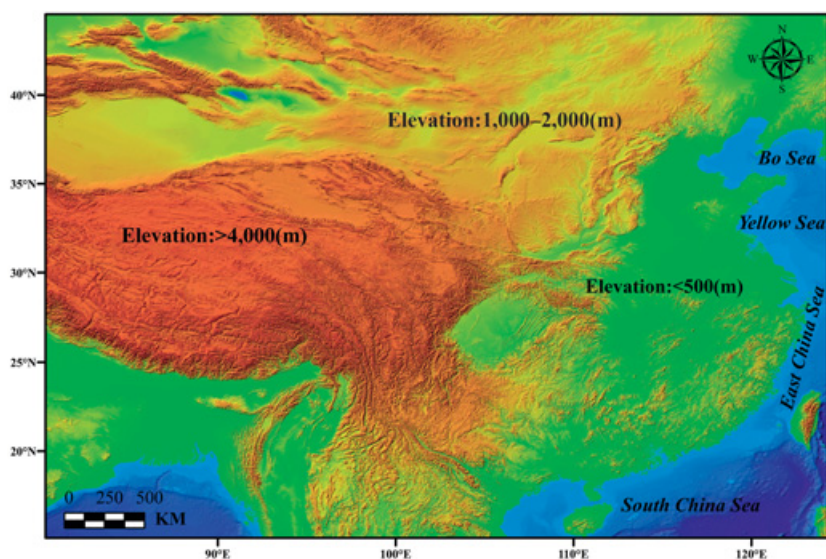 N
W E
S
40°N
Elevation:1,000–2,000(m)
Bo Sea
35°N
Yellow Sea
Elevation:>4,000(m)
30°N
Elevation:<500(m)
East China Sea
25°N
20°N
0 250 500
KM
South China Sea
90°E 100°E 110°E 120°E